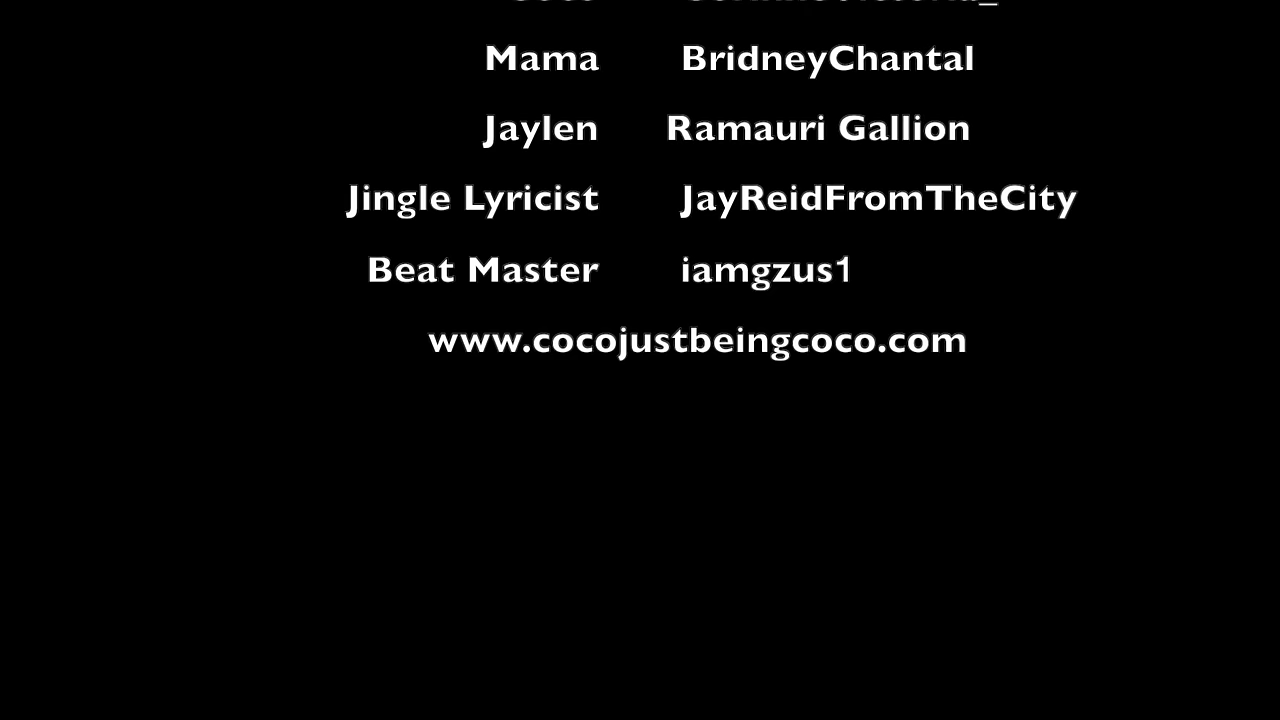 Mama BridneyChantal
Jaylen Ramauri Gallion
Jingle Lyricist JayReidFromTheCity
Beat Master iamgzus1
www.cocojustbeingcoco.com